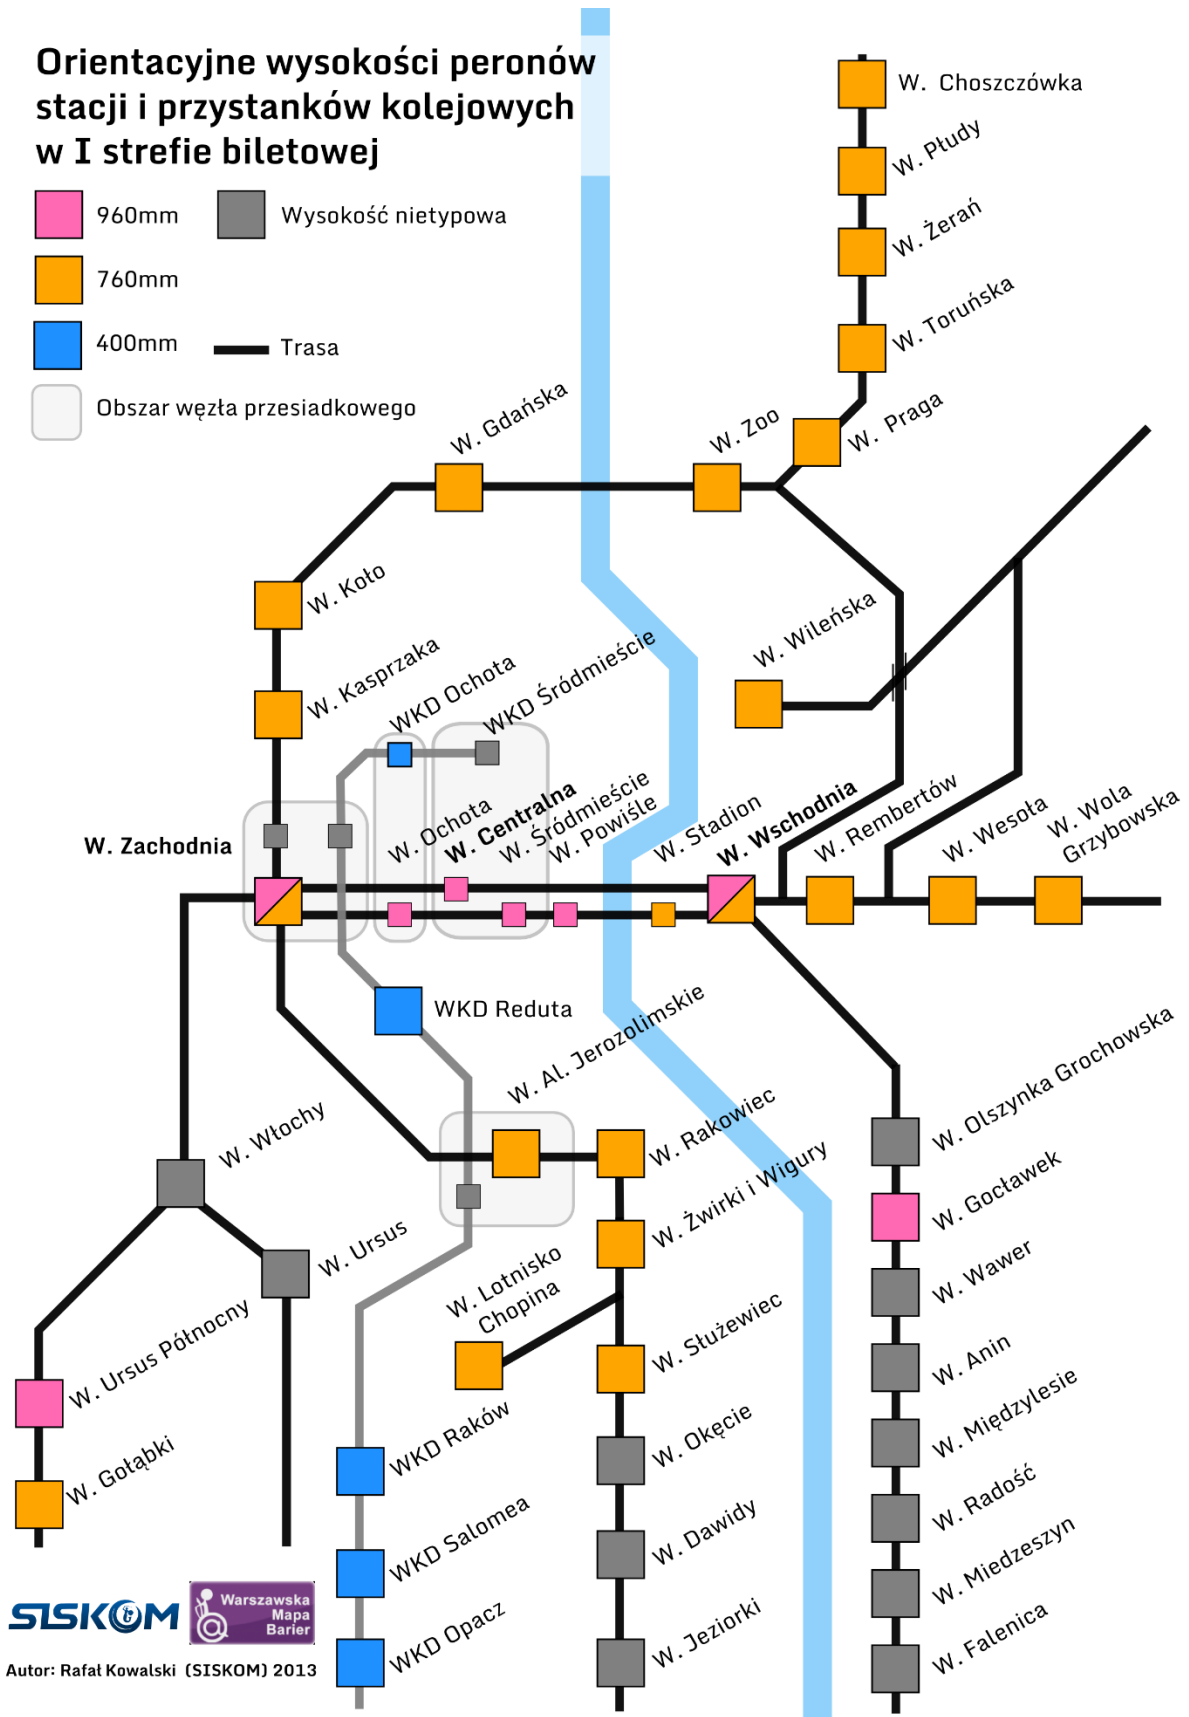 Orientacyjne wysokości peronów
stacji i przystanków kolejowych
w I strefie biletowej
960mm
Wysokość nietypowa
760mm
400mm
Trasa
Obszar węzła przesiadkowego
W. Choszczówka
W. Płudy
W. Żerań
W. Toruńska
W. Praga
W. Zoo
W. Gdańska
W. Koło
W. Kasprzaka
WKD Ochota
WKD Śródmieście
W. Wileńska
W. Zachodnia
W. Ochota
W. Centralna
W. Śródmieście
W. Powiśle
W. Stadion
W. Wschodnia
W. Rembertów
W. Wesoła
W. Wola
Grzybowska
WKD Reduta
W. Al. Jerozolimskie
W. Rakowiec
W. Żwirki i Wigury
W. Włochy
W. Ursus
W. Ursus Północny
W. Gołąbki
W. Lotnisko
Chopina
W. Służewiec
W. Okęcie
W. Dawidy
W. Jeziorki
WKD Raków
WKD Salomea
WKD Opacz
W. Olszynka Grochowska
W. Gocławek
W. Wawer
W. Anin
W. Międzylesie
W. Radość
W. Miedzeszyn
W. Falenica
SISKOM
Warszawska
Mapa
Barier
Autor: Rafał Kowalski (SISKOM) 2013